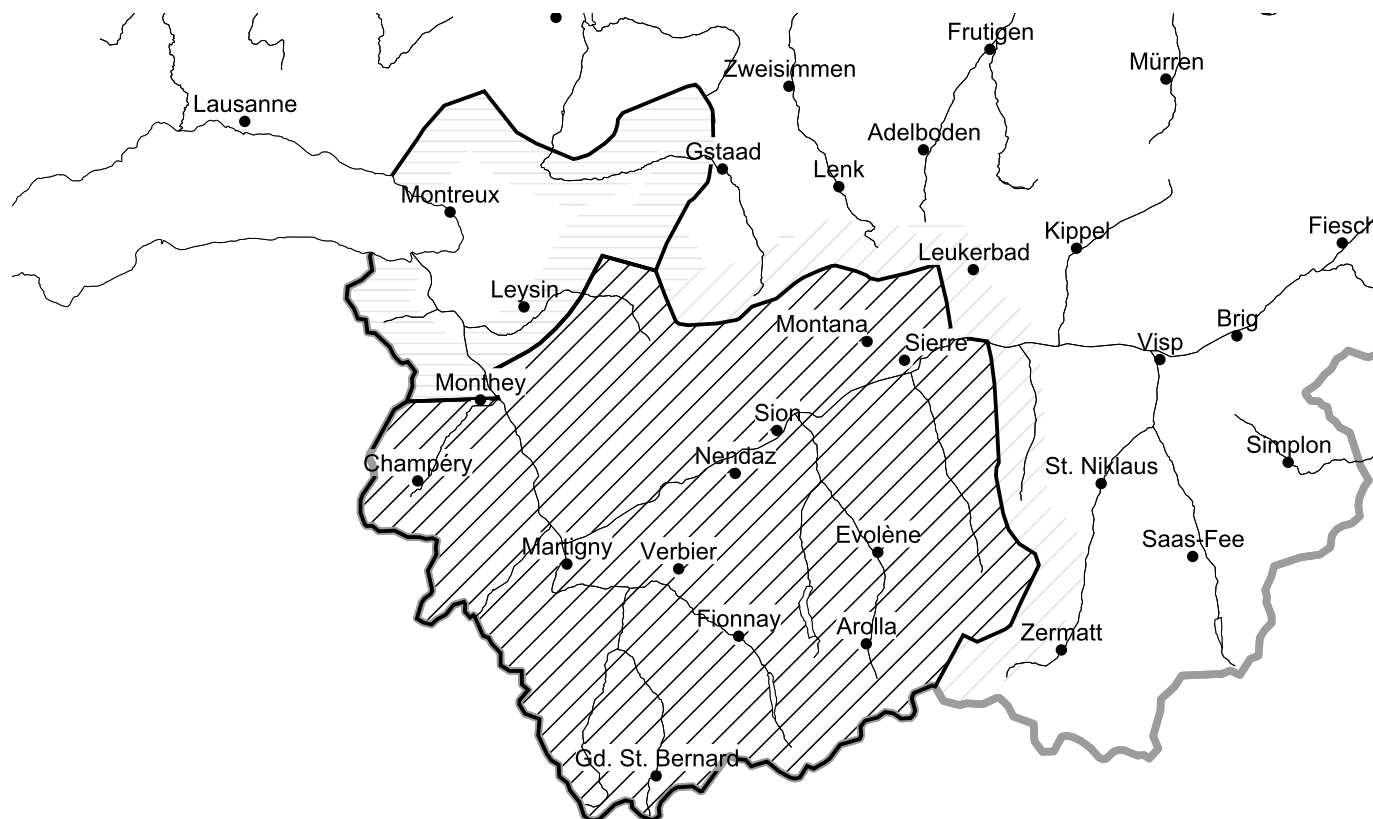 Frutigen
Zweisimmen
Mürren
Lausanne
Adelboden
Gstaad
Lenk
Montreux
Kippel
Fiesch
Leukerbad
Leysin
Montana
Brig
Sierre
Visp
Monthey
Sion
Simplon
Nendaz
Champéry
St. Niklaus
Evolène
Saas-Fee
Martigny
Verbier
Fionnay
Arolla
Zermatt
Gd. St. Bernard